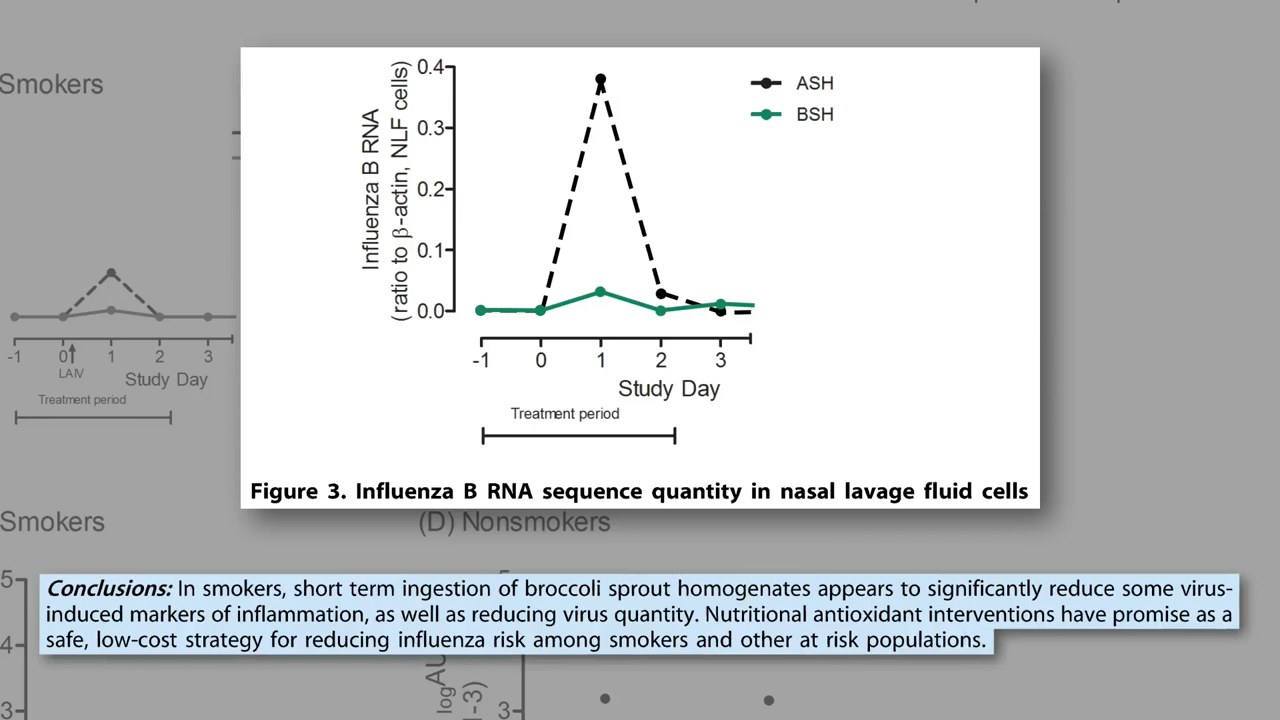 Smokers
0.4
0.3
0.2
0.1
0.0
Influenza B RNA
(ratio to β-actin, NLF cells)
ASH
BSH
-1 0 1 2 3
Study Day
Treatment period
Figure 3. Influenza B RNA sequence quantity in nasal lavage fluid cells
-1 0 1 2 3
LAIV
Study Day
Treatment period
Smokers
(D) Nonsmokers
5
4
3
Conclusions: In smokers, short term ingestion of broccoli sprout homogenates appears to significantly reduce some virus-
induced markers of inflammation, as well as reducing virus quantity. Nutritional antioxidant interventions have promise as a
safe, low-cost strategy for reducing influenza risk among smokers and other at risk populations.
3